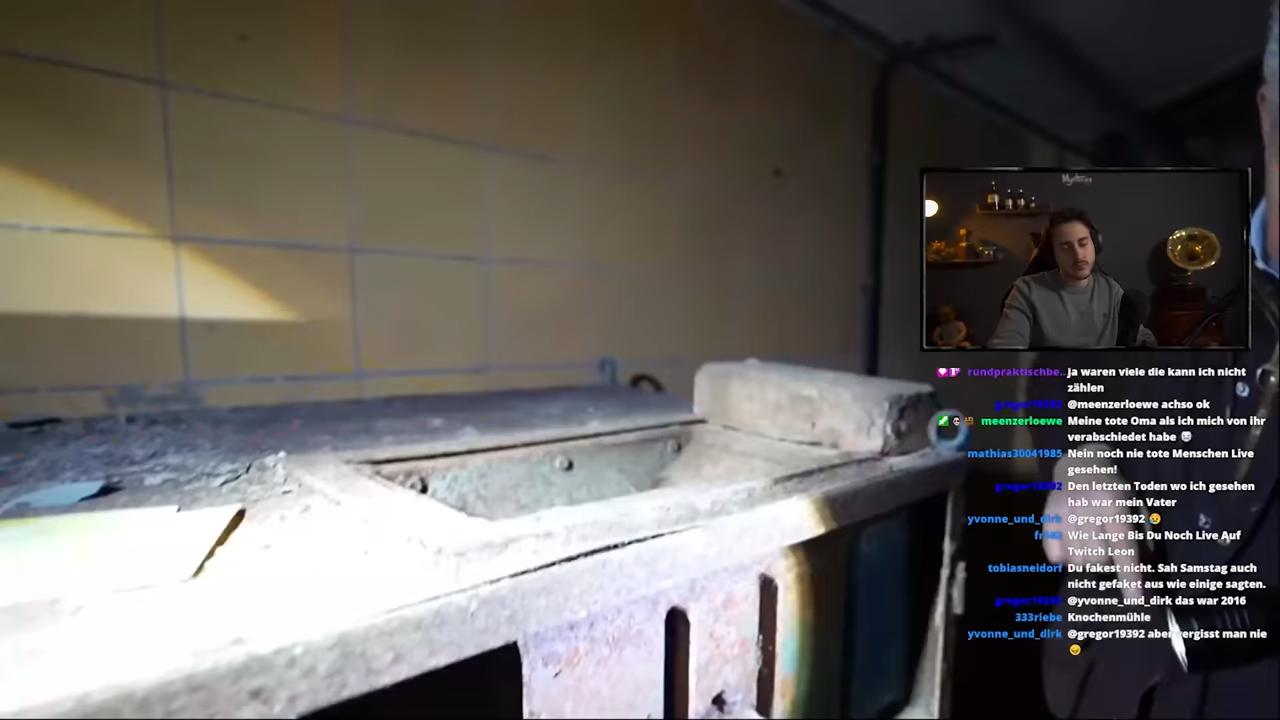 Mysteries
rundpraktischbe... Ja waren viele die kann ich nicht
zählen
gregor19392 @meenzerloewe achso ok
meenzerloewe Meine tote Oma als ich mich von ihr
verabschiedet habe
mathias30041985 Nein noch nie tote Menschen Live
gesehen!
gregor19392 Den letzten Toden wo ich gesehen
hab war mein Vater
yvonne_und_dirk @gregor19392 😢
Wie Lange Bis Du Noch Live Auf
Twitch Leon
tobiasneidorf Du fakest nicht. Sah Samstag auch
nicht gefaket aus wie einige sagten.
gregor19392 @yvonne_und_dirk das war 2016
333riebe Knochenmühle
yvonne_und_dirk @gregor19392 aber vergisst man nie